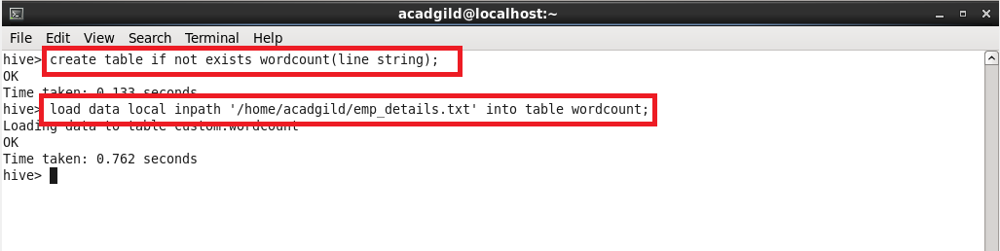 acadgild@localhost:~
File Edit View Search Terminal Help
hive> create table if not exists wordcount(line string);
OK
Time taken: 0.133 seconds
hive> load data local inpath '/home/acadgild/emp_details.txt' into table wordcount;
Loading data to table custom.wordcount
OK
Time taken: 0.762 seconds
hive>